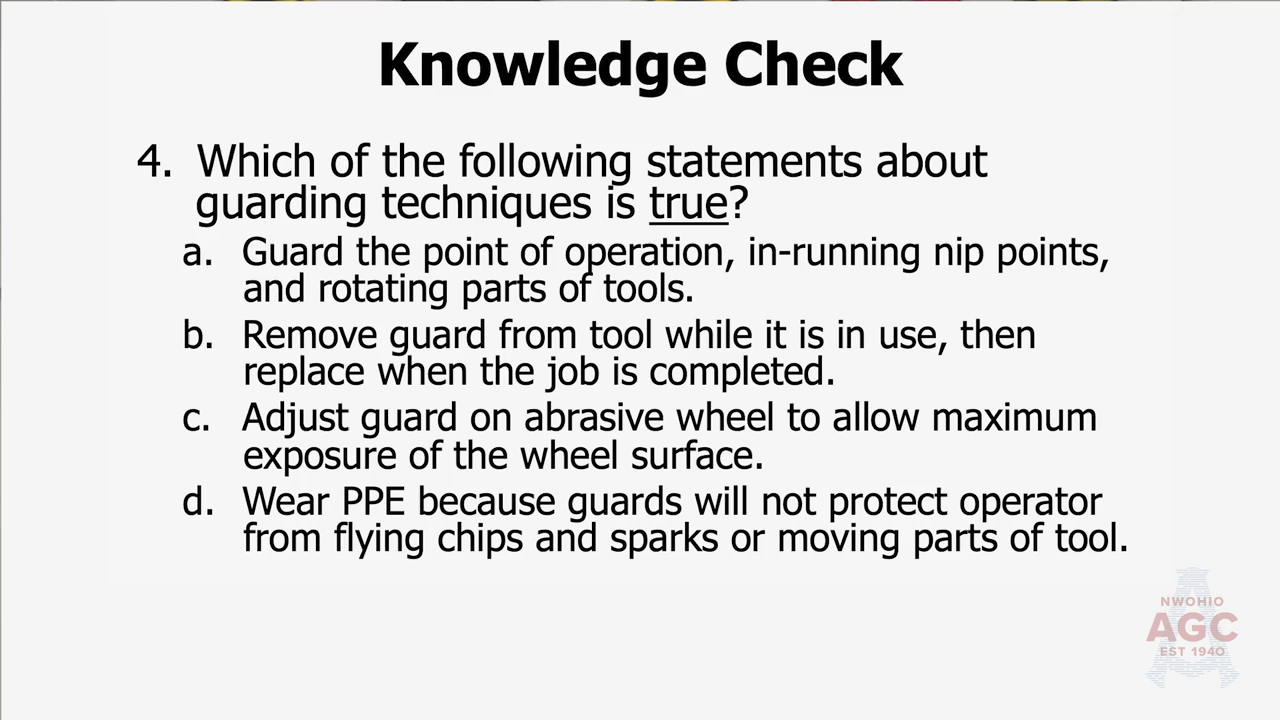 Knowledge Check
4. Which of the following statements about
guarding techniques is true?
a. Guard the point of operation, in-running nip points,
and rotating parts of tools.
b. Remove guard from tool while it is in use, then
replace when the job is completed.
c. Adjust guard on abrasive wheel to allow maximum
exposure of the wheel surface.
d. Wear PPE because guards will not protect operator
from flying chips and sparks or moving parts of tool.
NWOHIO
AGC
EST 1940